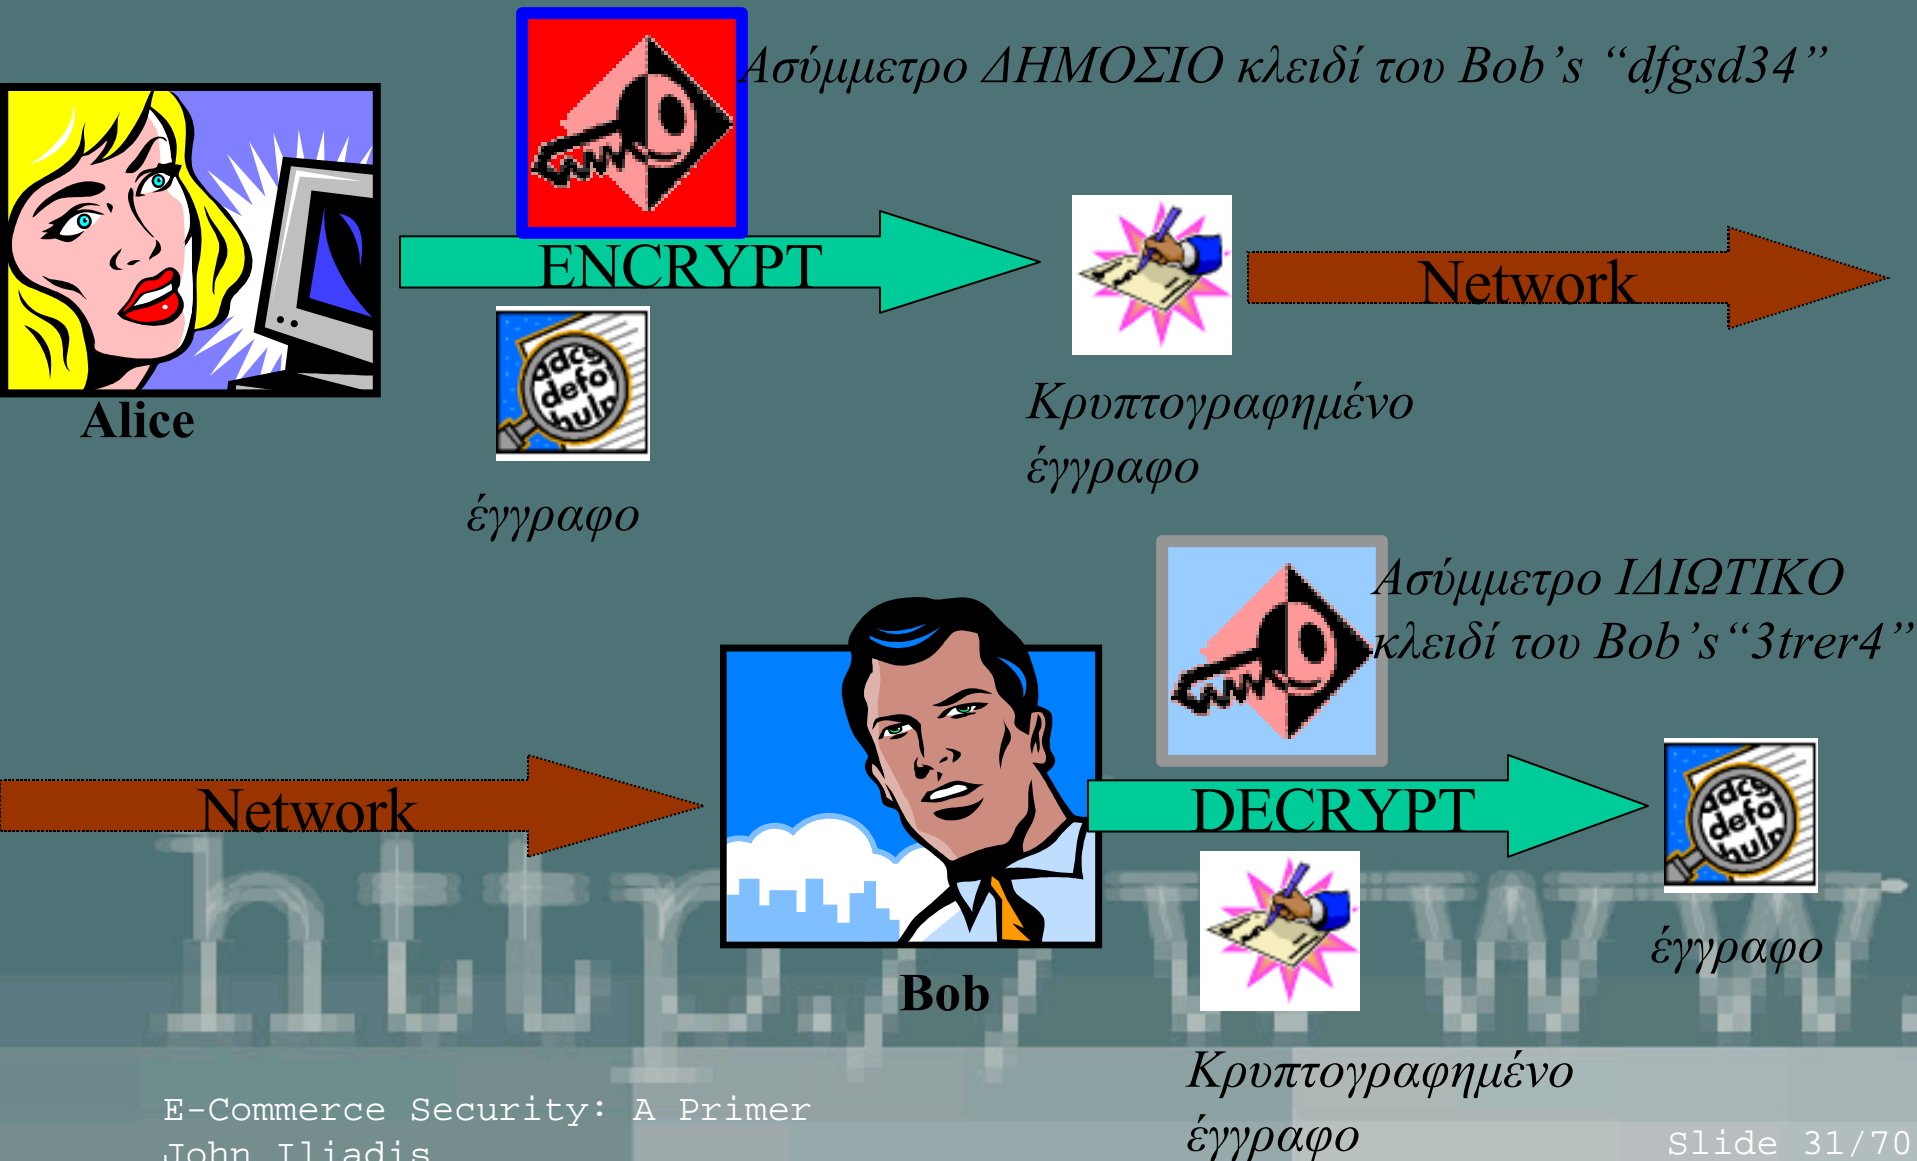 Ασύμμετρο ΔΗΜΟΣΙΟ κλειδί του Bob’s “dfgsd34”
ENCRYPT
Network
Alice
Κρυπτογραφημένο
έγγραφο
έγγραφο
Ασύμμετρο ΙΔΙΩΤΙΚΟ
κλειδί του Bob’s“3trer4”
Network
DECRYPT
Bob
έγγραφο
Κρυπτογραφημένο
έγγραφο
E-Commerce Security: A Primer
John Iliadis
Slide 31/70